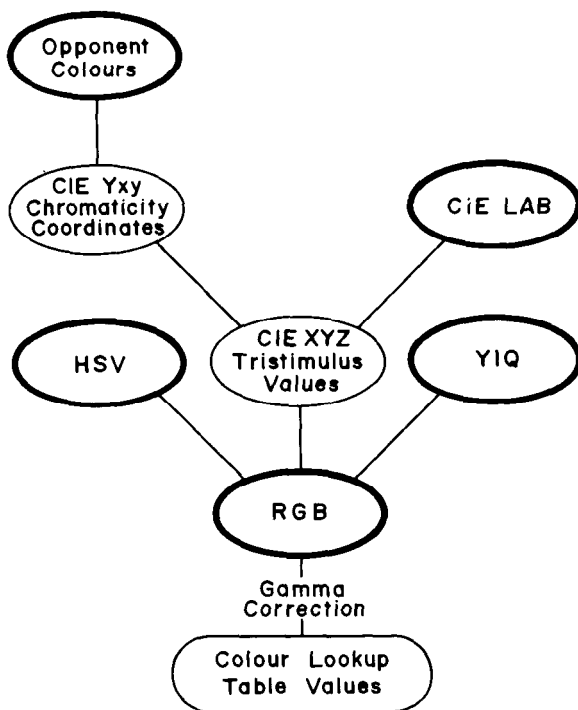 Opponent
Colours
CIE Yxy
Chromaticity
Coordinates
CiE LAB
HSV
CIE XYZ
Tristimulus
Values
YIQ
RGB
Gamma
Correction
Colour Lookup
Table Values